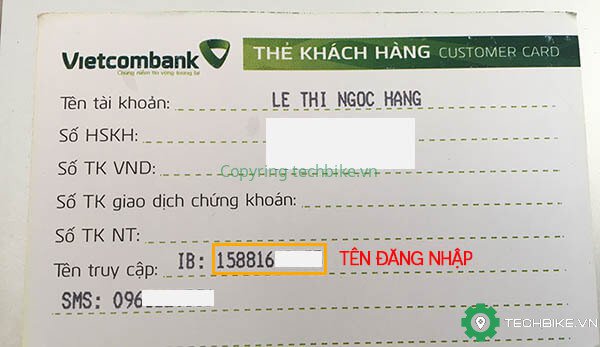 Vietcombank
Chung niềm tin vững tương lai
THẺ KHÁCH HÀNG CUSTOMER CARD
Tên tài khoản: LE THI NGOC HANG
Số HSKH:
Số TK VND:
Copyring techbike.vn
Số TK giao dịch chứng khoán:
Số TK NT:
Tên truy cập: IB: 158816 TÊN ĐĂNG NHẬP
SMS: 096
TECHBIKE.VN